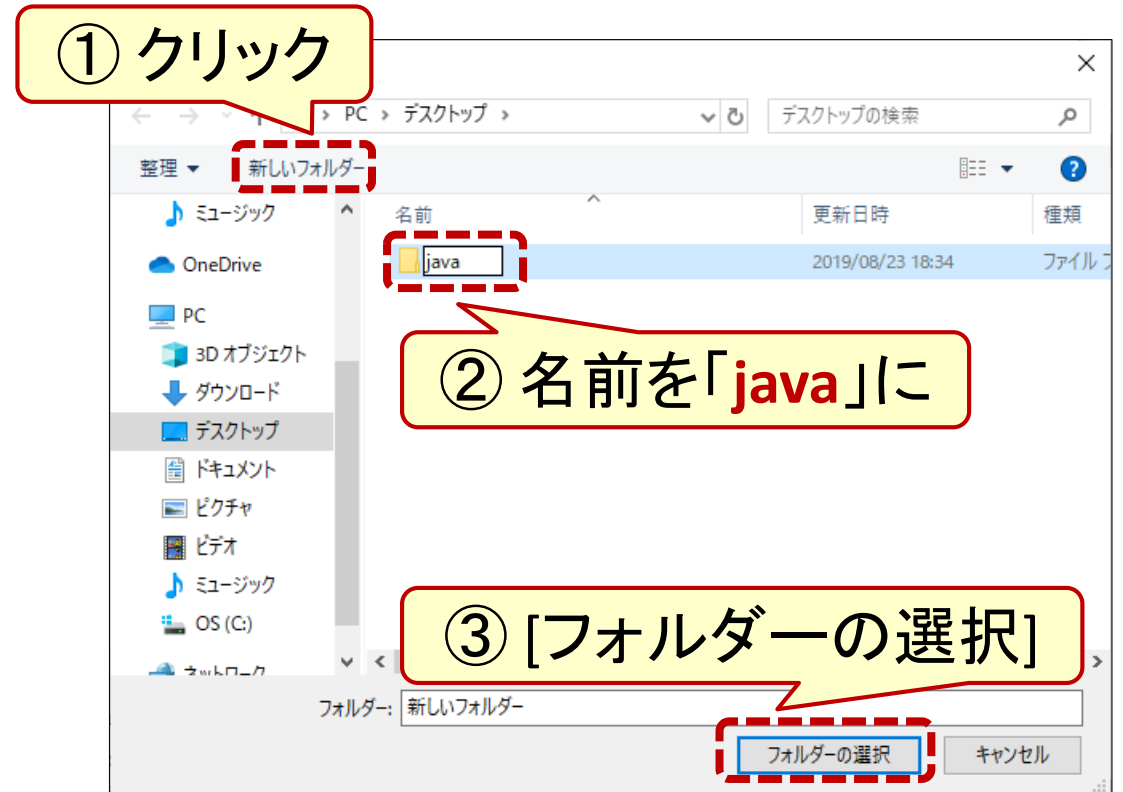 ① クリック
PC › デスクトップ ›
デスクトップの検索
整理
新しいフォルダー
ミュージック
名前
更新日時
種類
OneDrive
java
2019/08/23 18:34
ファイル フ
PC
3D オブジェクト
② 名前を「java」に
ダウンロード
デスクトップ
ドキュメント
ピクチャ
ビデオ
ミュージック
③ [フォルダーの選択]
OS (C:)
ネットワーク
フォルダー:
新しいフォルダー
フォルダーの選択
キャンセル